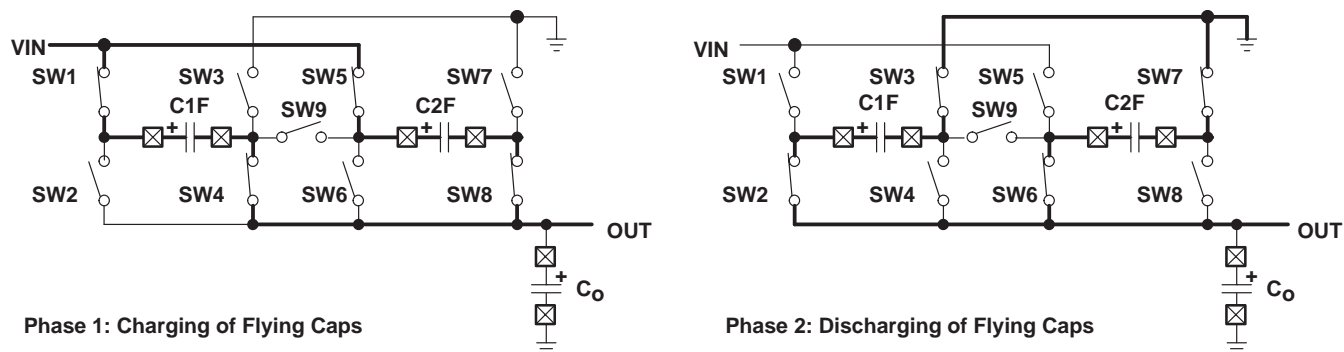 VIN
SW1
SW3
SW5
SW7
C1F
SW9
C2F
+
+
SW2
SW4
SW6
SW8
OUT
+
Co
Phase 1: Charging of Flying Caps
VIN
SW1
SW3
SW5
SW7
C1F
SW9
C2F
+
+
SW2
SW4
SW6
SW8
OUT
+
Co
Phase 2: Discharging of Flying Caps